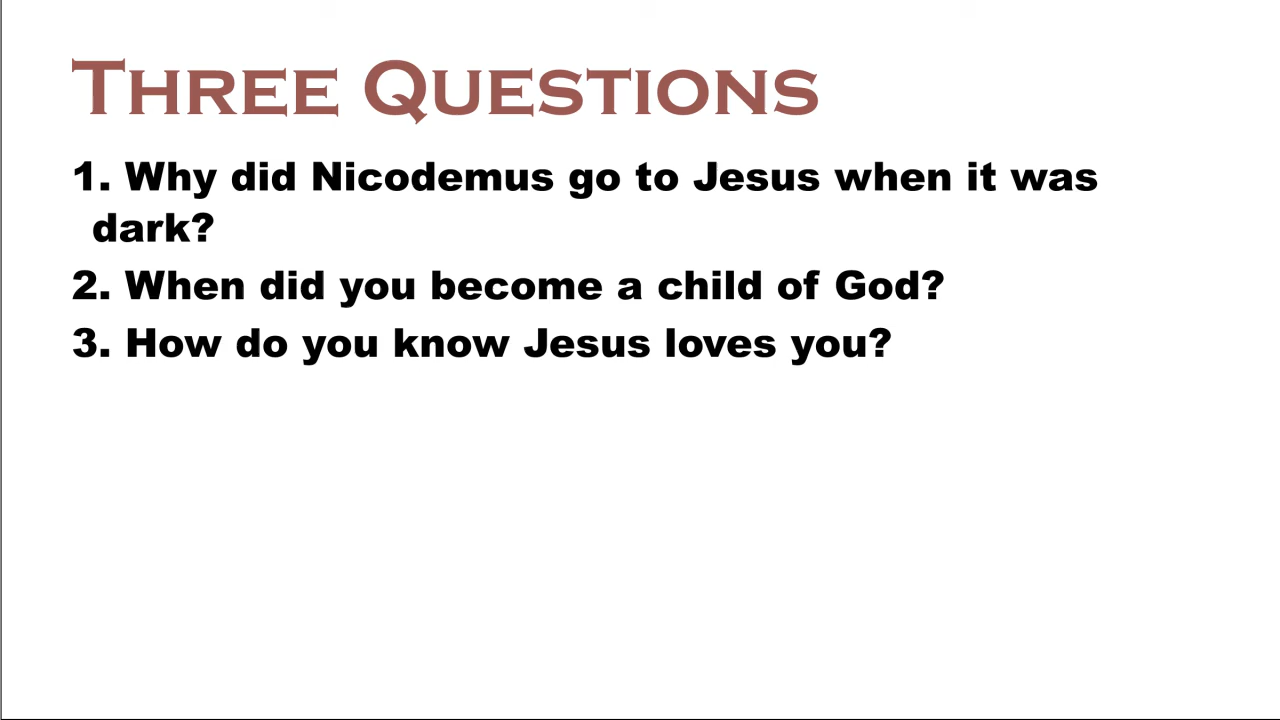 Three Questions
1. Why did Nicodemus go to Jesus when it was
dark?
2. When did you become a child of God?
3. How do you know Jesus loves you?